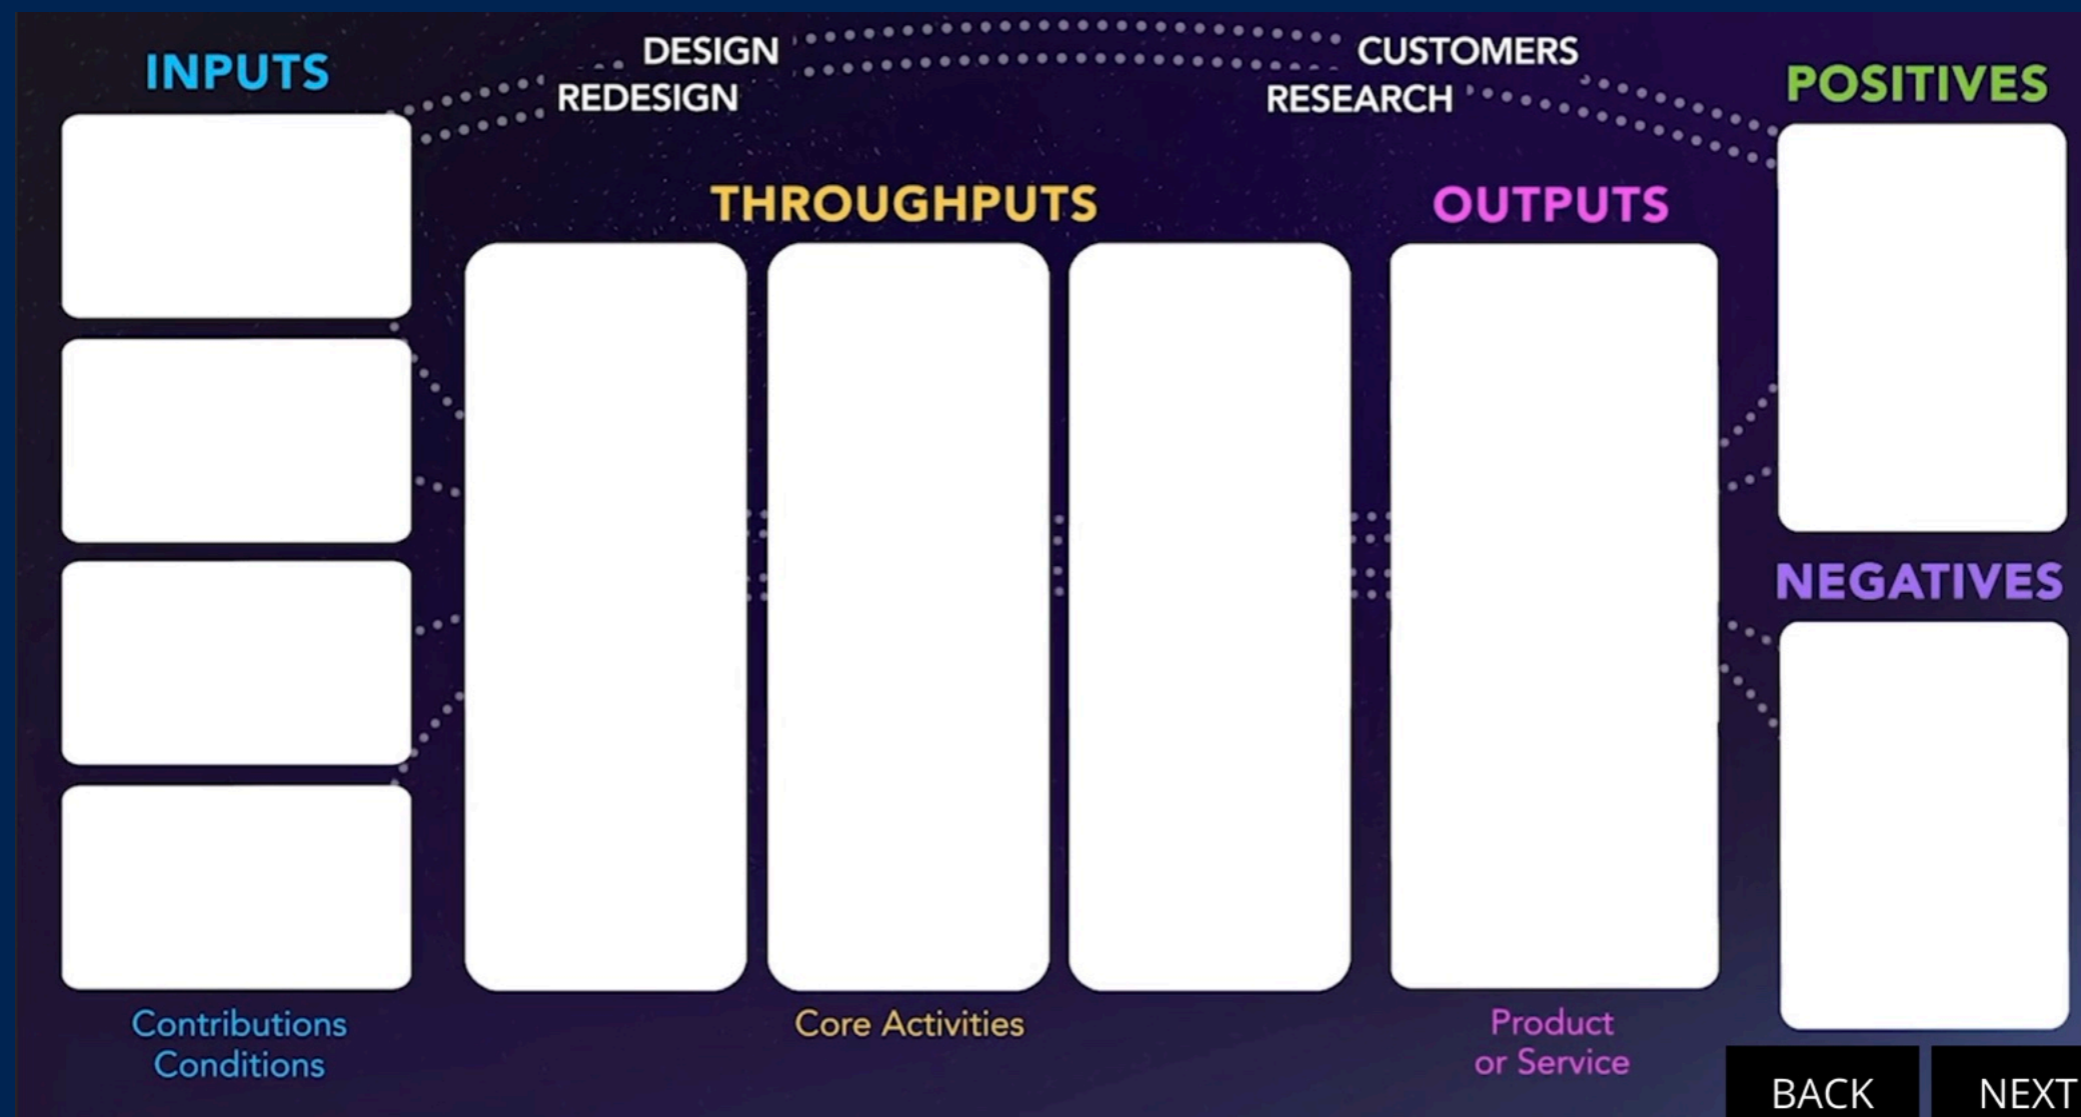 INPUTS
DESIGN
REDESIGN
CUSTOMERS
RESEARCH
POSITIVES
THROUGHPUTS
OUTPUTS
NEGATIVES
Contributions
Conditions
Core Activities
Product
or Service
BACK
NEXT